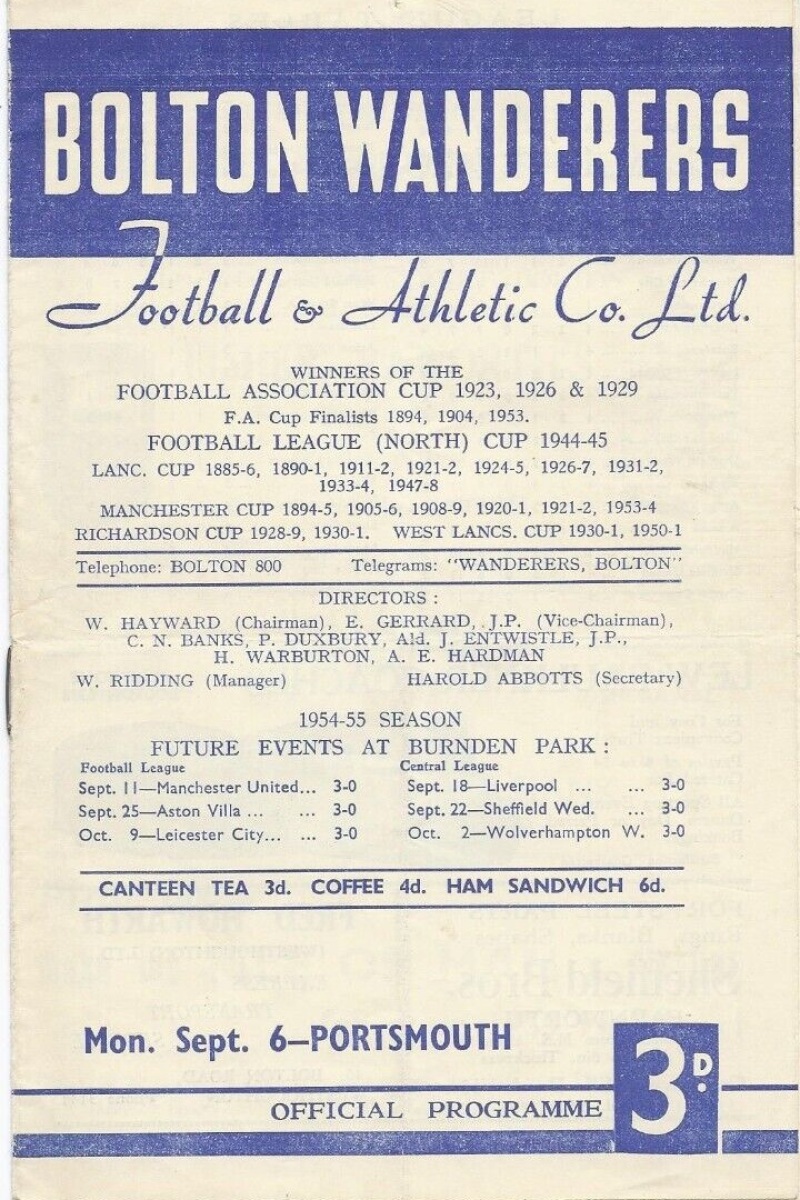 BOLTON WANDERERS
Football & Athletic Co. Ltd.
WINNERS OF THE
FOOTBALL ASSOCIATION CUP 1923, 1926 & 1929
F.A. Cup Finalists 1894, 1904, 1953.
FOOTBALL LEAGUE (NORTH) CUP 1944-45
LANC. CUP 1885-6, 1890-1, 1911-2, 1921-2, 1924-5, 1926-7, 1931-2,
1933-4, 1947-8
MANCHESTER CUP 1894-5, 1905-6, 1908-9, 1920-1, 1921-2, 1953-4
RICHARDSON CUP 1928-9, 1930-1. WEST LANCS. CUP 1930-1, 1950-1
Telephone: BOLTON 800 Telegrams: "WANDERERS, BOLTON"
DIRECTORS :
W. HAYWARD (Chairman), E. GERRARD, J.P. (Vice-Chairman),
C. N. BANKS, P. DUXBURY, Ald. J. ENTWISTLE, J.P.,
H. WARBURTON, A. E. HARDMAN
W. RIDDING (Manager) HAROLD ABBOTTS (Secretary)
1954-55 SEASON
FUTURE EVENTS AT BURNDEN PARK :
Football League Central League
Sept. 11—Manchester United... 3-0 Sept. 18—Liverpool ... ... 3-0
Sept. 25—Aston Villa ... ... 3-0 Sept. 22—Sheffield Wed. ... 3-0
Oct. 9—Leicester City... ... 3-0 Oct. 2—Wolverhampton W. 3-0
CANTEEN TEA 3d. COFFEE 4d. HAM SANDWICH 6d.
Mon. Sept. 6—PORTSMOUTH
OFFICIAL PROGRAMME 3D.